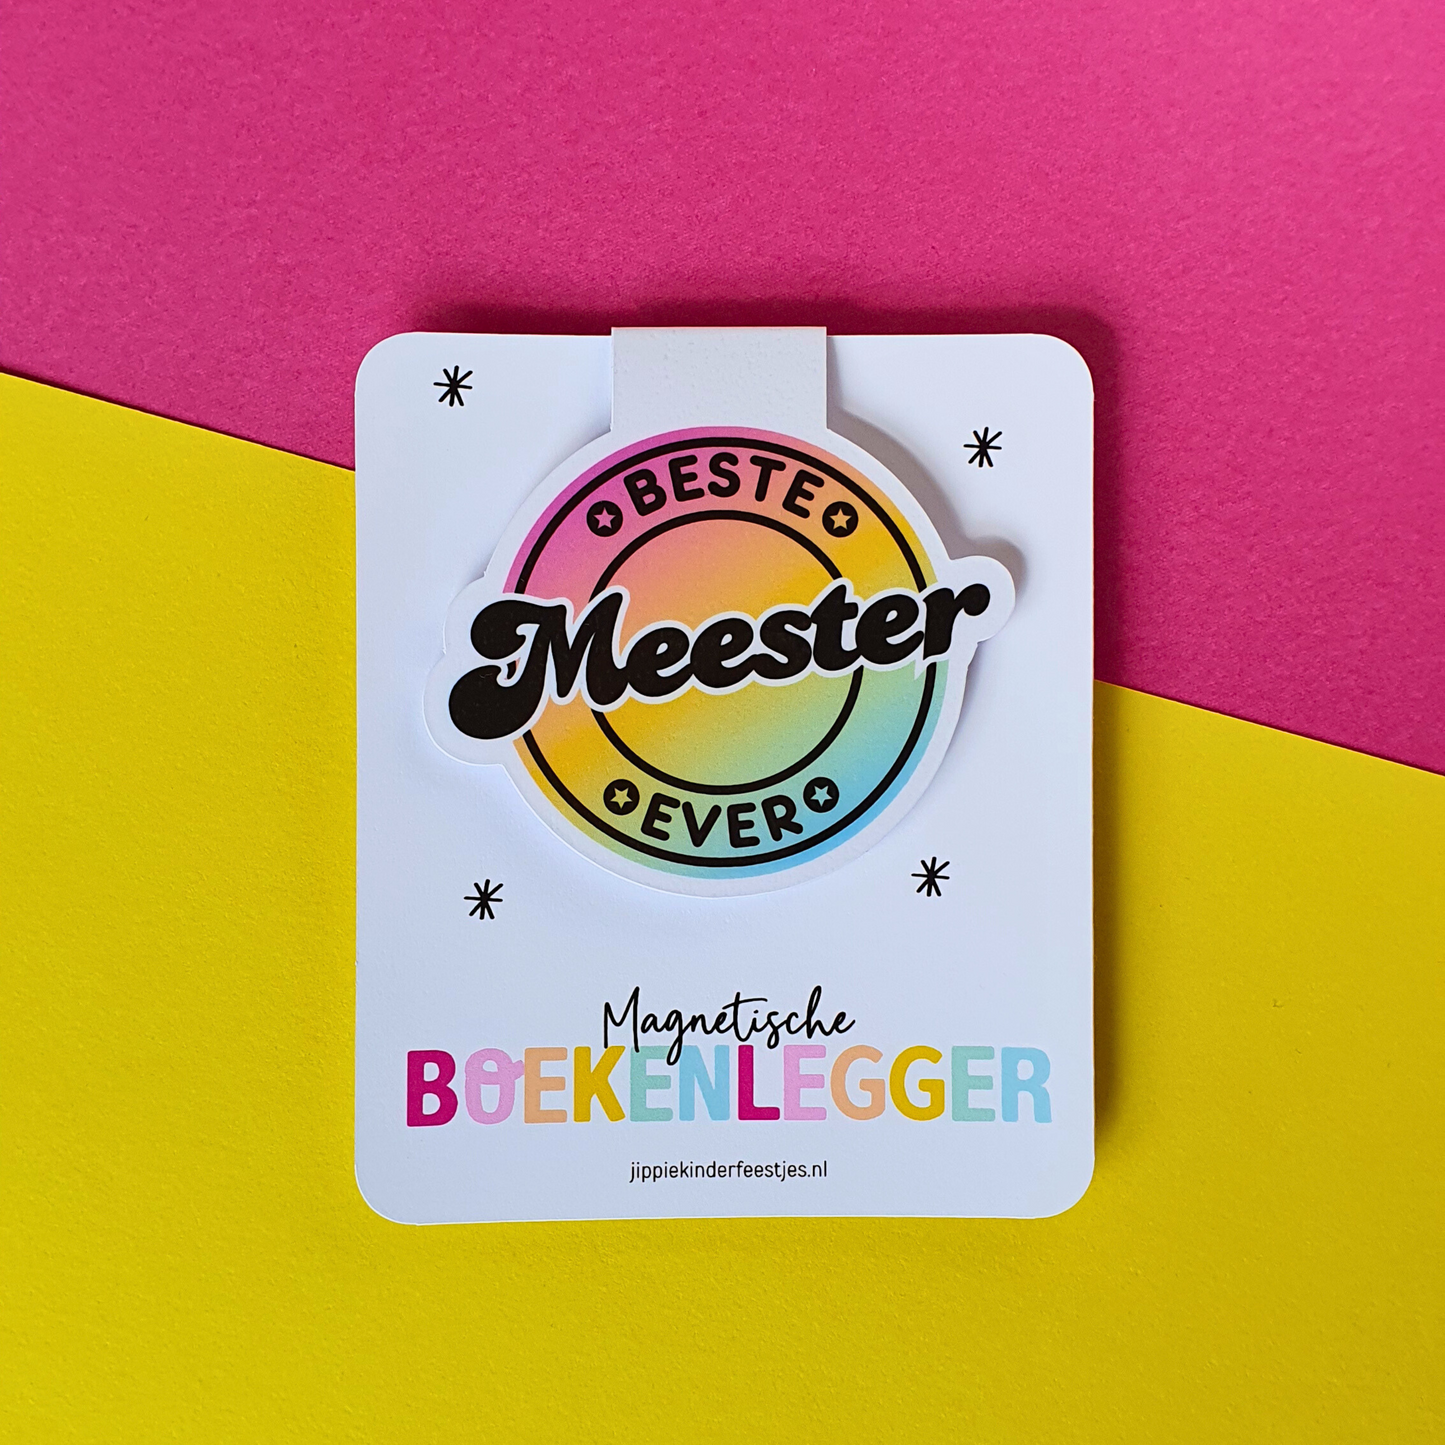 BESTE
Meester
EVER
Magnetische
BOEKENLEGGER
jippiekinderfeestjes.nl